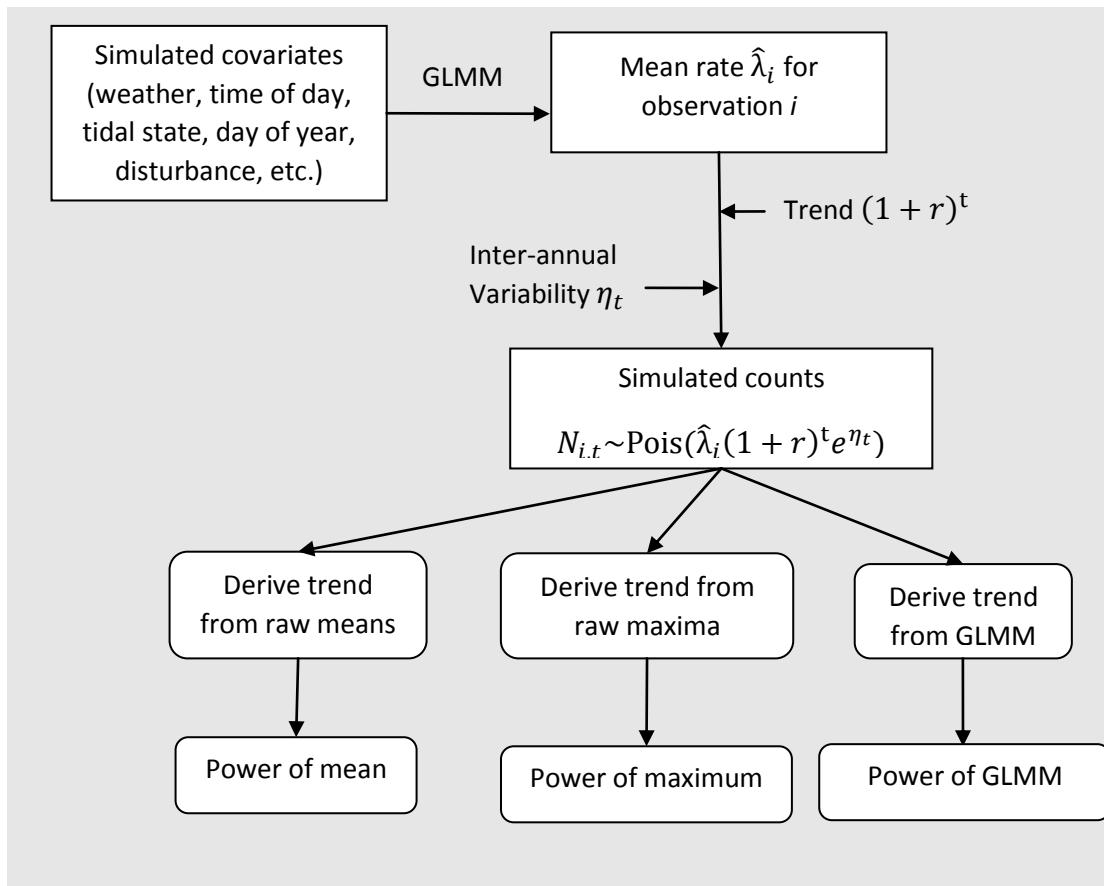 Simulated covariates
(weather, time of day,
tidal state, day of year,
disturbance, etc.)
GLMM
Mean rate λ̂ᵢ for
observation i
Trend (1 + r)ᵗ
Inter-annual
Variability ηₜ
Simulated counts
Nᵢ,ₜ~Pois(λ̂ᵢ(1 + r)ᵗe^ηₜ)
Derive trend
from raw means
Derive trend from
raw maxima
Derive trend
from GLMM
Power of mean
Power of maximum
Power of GLMM